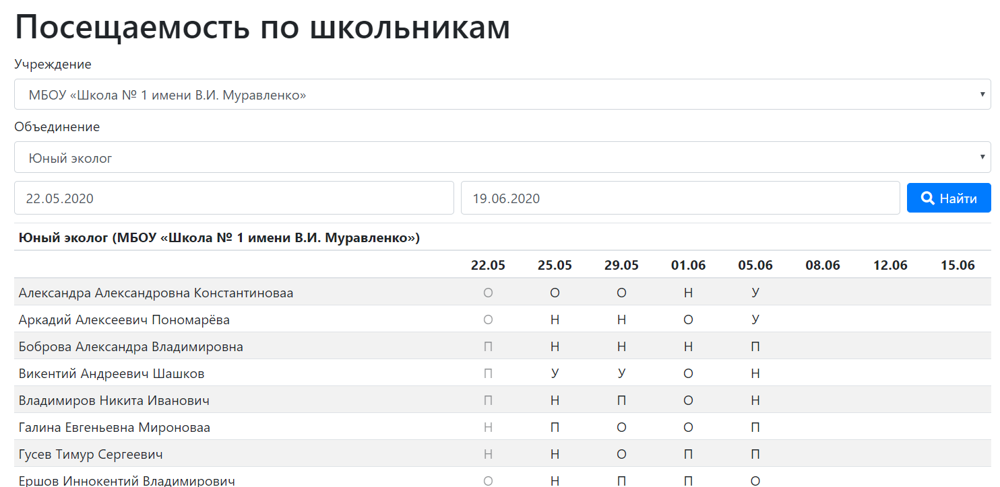 Посещаемость по школьникам
Учреждение
МБОУ «Школа № 1 имени В.И. Муравленко»
Объединение
Юный эколог
22.05.2020 19.06.2020 Найти
Юный эколог (МБОУ «Школа № 1 имени В.И. Муравленко»)
22.05 25.05 29.05 01.06 05.06 08.06 12.06 15.06
Александра Александровна Константиноваа О О О Н У
Аркадий Алексеевич Пономарёва О Н Н О У
Боброва Александра Владимировна П Н Н Н П
Викентий Андреевич Шашков П У У О Н
Владимиров Никита Иванович П Н П О Н
Галина Евгеньевна Мироноваа Н П О О П
Гусев Тимур Сергеевич Н Н О П П
Ершов Иннокентий Владимирович О Н П П О